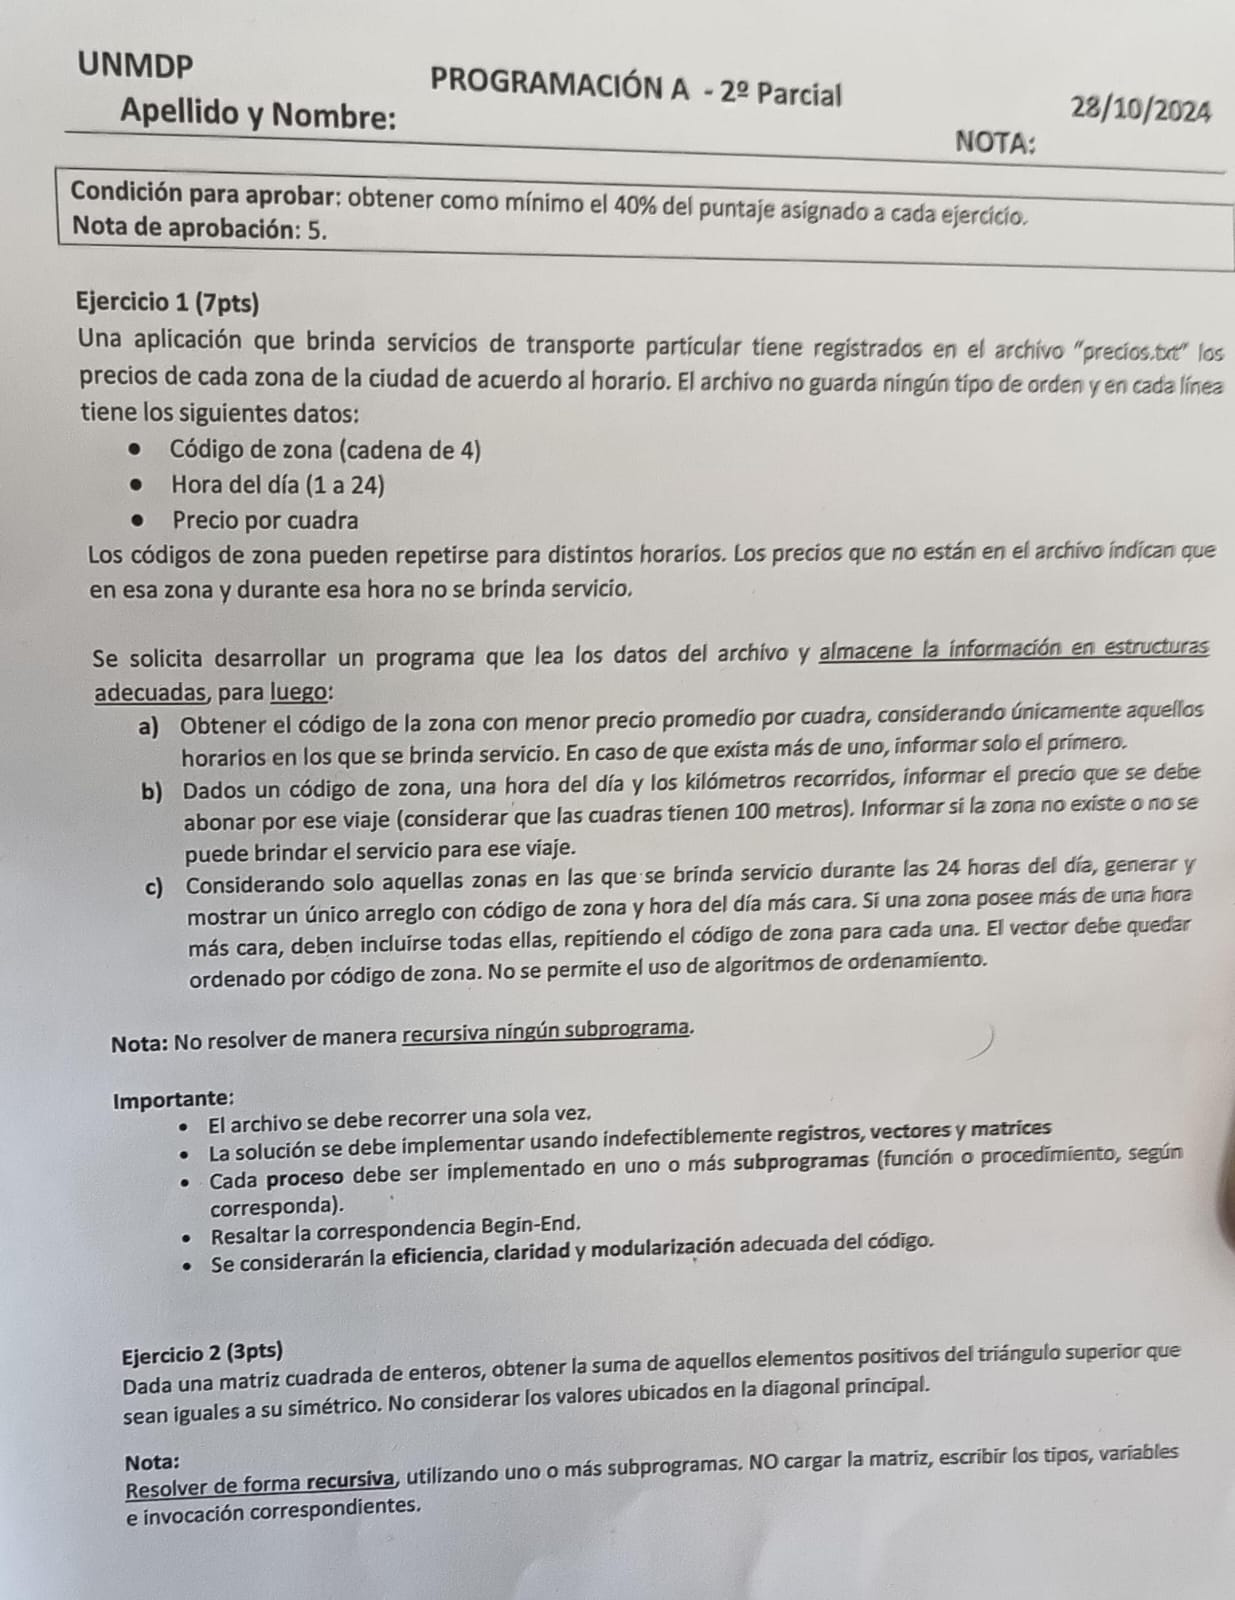 UNMDP
PROGRAMACIÓN A - 2º Parcial
28/10/2024
Apellido y Nombre:
NOTA:
Condición para aprobar: obtener como mínimo el 40% del puntaje asignado a cada ejercicio.
Nota de aprobación: 5.
Ejercicio 1 (7pts)
Una aplicación que brinda servicios de transporte particular tiene registrados en el archivo "precios.txt" los
precios de cada zona de la ciudad de acuerdo al horario. El archivo no guarda ningún tipo de orden y en cada línea
tiene los siguientes datos:
• Código de zona (cadena de 4)
• Hora del día (1 a 24)
• Precio por cuadra
Los códigos de zona pueden repetirse para distintos horarios. Los precios que no están en el archivo indican que
en esa zona y durante esa hora no se brinda servicio.
Se solicita desarrollar un programa que lea los datos del archivo y almacene la información en estructuras
adecuadas, para luego:
a) Obtener el código de la zona con menor precio promedio por cuadra, considerando únicamente aquellos
horarios en los que se brinda servicio. En caso de que exista más de uno, informar solo el primero.
b) Dados un código de zona, una hora del día y los kilómetros recorridos, informar el precio que se debe
abonar por ese viaje (considerar que las cuadras tienen 100 metros). Informar si la zona no existe o no se
puede brindar el servicio para ese viaje.
c) Considerando solo aquellas zonas en las que se brinda servicio durante las 24 horas del día, generar y
mostrar un único arreglo con código de zona y hora del día más cara. Si una zona posee más de una hora
más cara, deben incluirse todas ellas, repitiendo el código de zona para cada una. El vector debe quedar
ordenado por código de zona. No se permite el uso de algoritmos de ordenamiento.
Nota: No resolver de manera recursiva ningún subprograma.
Importante:
• El archivo se debe recorrer una sola vez.
• La solución se debe implementar usando indefectiblemente registros, vectores y matrices
• Cada proceso debe ser implementado en uno o más subprogramas (función o procedimiento, según
corresponda).
• Resaltar la correspondencia Begin-End.
• Se considerarán la eficiencia, claridad y modularización adecuada del código.
Ejercicio 2 (3pts)
Dada una matriz cuadrada de enteros, obtener la suma de aquellos elementos positivos del triángulo superior que
sean iguales a su simétrico. No considerar los valores ubicados en la diagonal principal.
Nota:
Resolver de forma recursiva, utilizando uno o más subprogramas. NO cargar la matriz, escribir los tipos, variables
e invocación correspondientes.